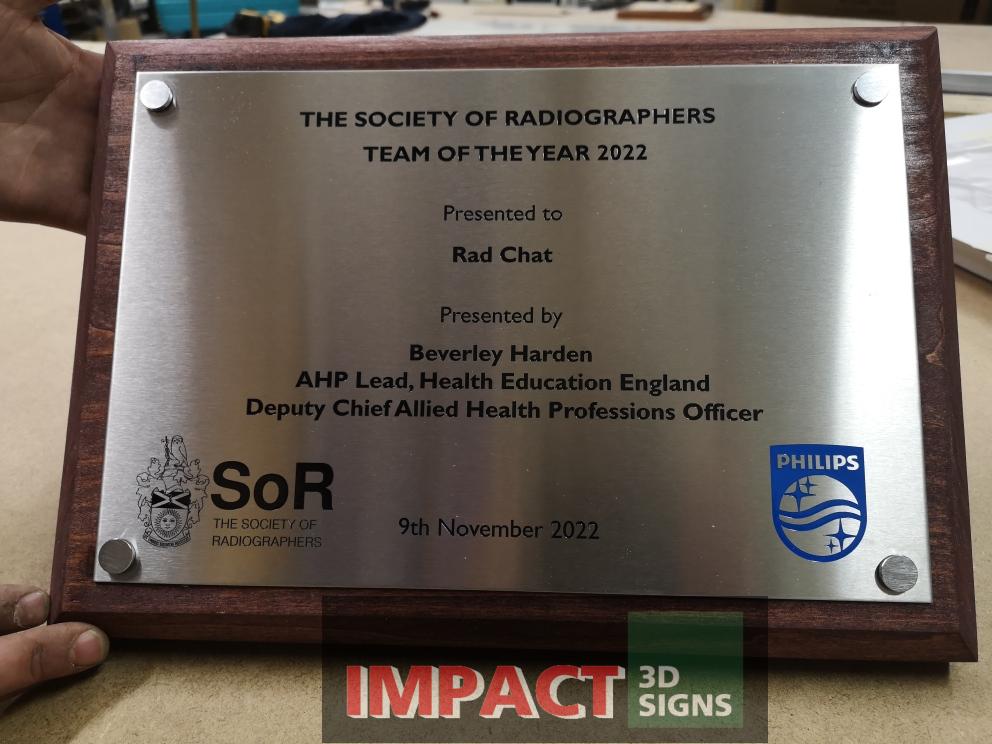 THE SOCIETY OF RADIOGRAPHERS
TEAM OF THE YEAR 2022
Presented to
Rad Chat
Presented by
Beverley Harden
AHP Lead, Health Education England
Deputy Chief Allied Health Professions Officer
SoR
THE SOCIETY OF
RADIOGRAPHERS
9th November 2022
PHILIPS
IMPACT
3D
SIGNS